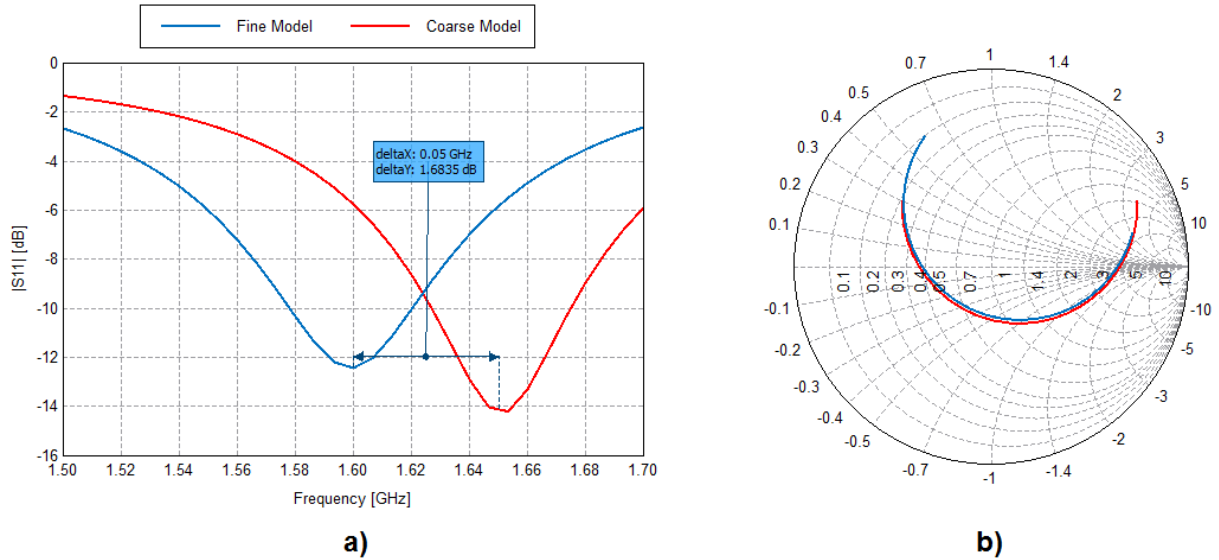 Fine Model Coarse Model
0
-2
-4
-6
-8
-10
-12
-14
-16
|S11| [dB]
deltaX: 0.05 GHz
deltaY: 1.6835 dB
1.50 1.52 1.54 1.56 1.58 1.60 1.62 1.64 1.66 1.68 1.70
Frequency [GHz]
a)
1
0.7 1.4
0.5 2
0.4
0.3 3
0.2 5
0.1 10
0.1 0.2 0.3 0.4 0.5 0.7 1 1.4 2 3 5 10
-0.1 -10
-0.2 -5
-0.3
-0.4 -3
-0.5 -2
-0.7 -1.4
-1
b)